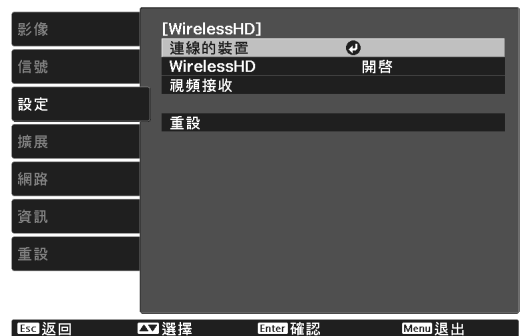 影像
信號
設定
擴展
網路
資訊
重設
[WirelessHD]
連線的裝置
WirelessHD 開啓
視頻接收
重設
Esc 返回 選擇 Enter 確認 Menu 退出